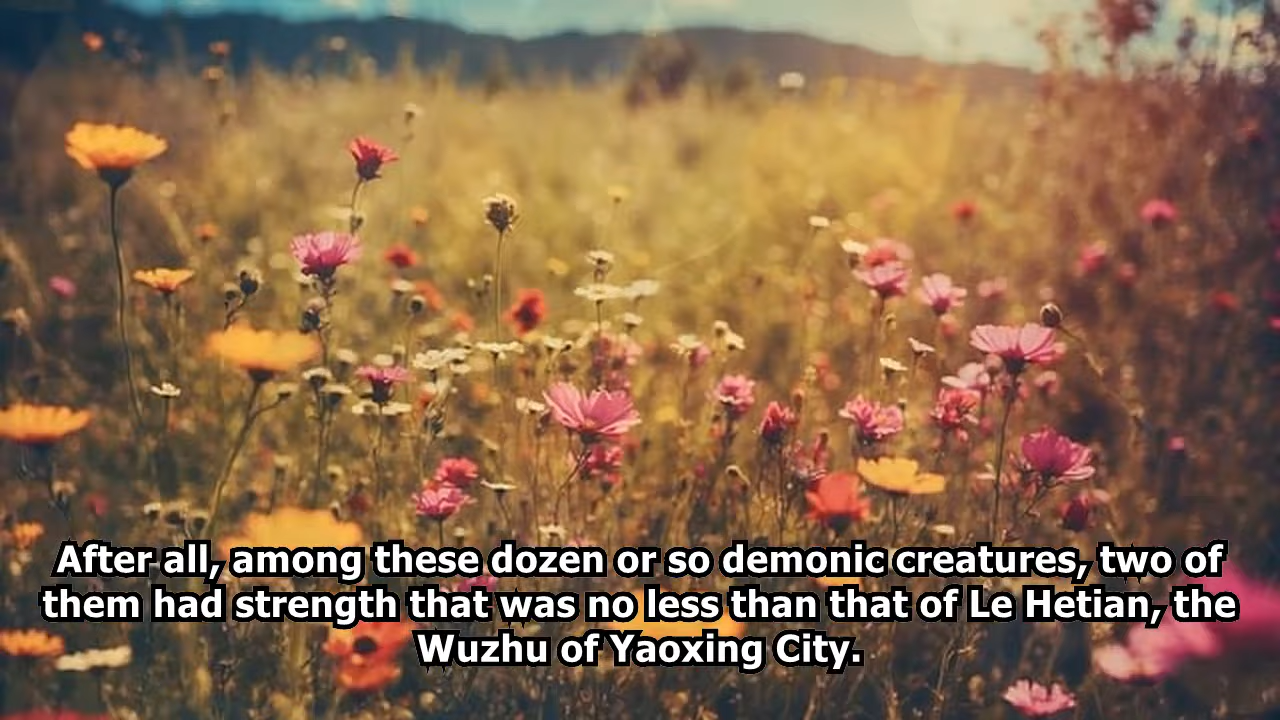 After all, among these dozen or so demonic creatures, two of
them had strength that was no less than that of Le Hetian, the
Wuzhu of Yaoxing City.